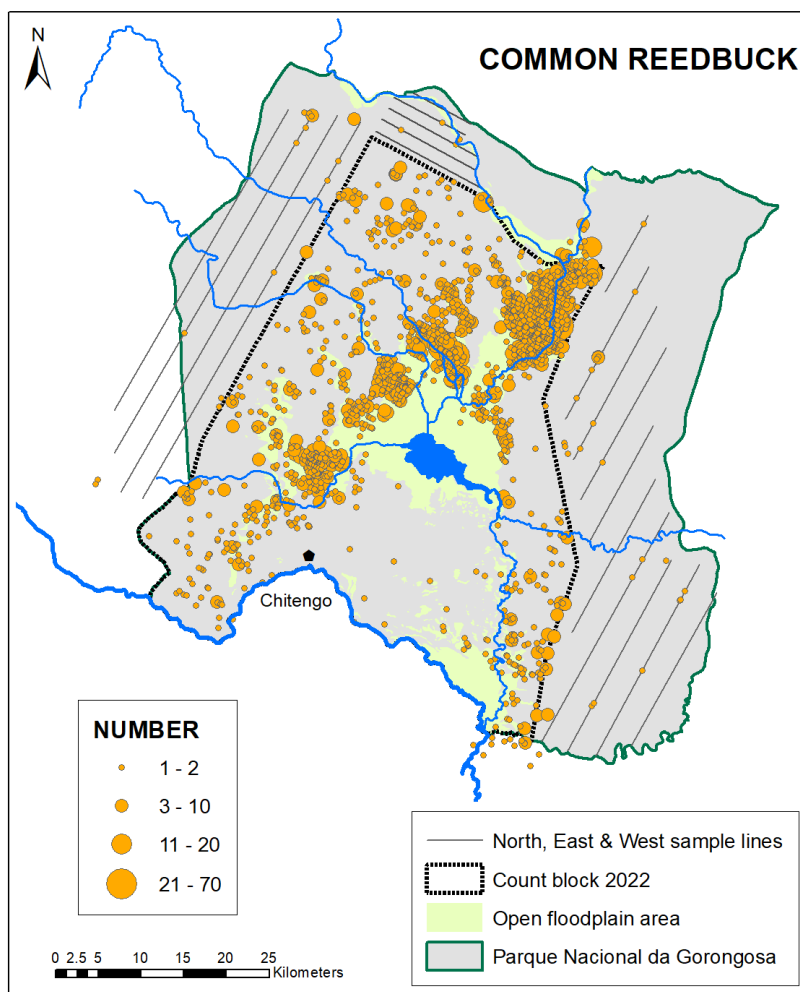 N
COMMON REEDBUCK
Chitengo
NUMBER
1 - 2
3 - 10
11 - 20
21 - 70
North, East & West sample lines
Count block 2022
Open floodplain area
Parque Nacional da Gorongosa
0 2.5 5 10 15 20 25
Kilometers